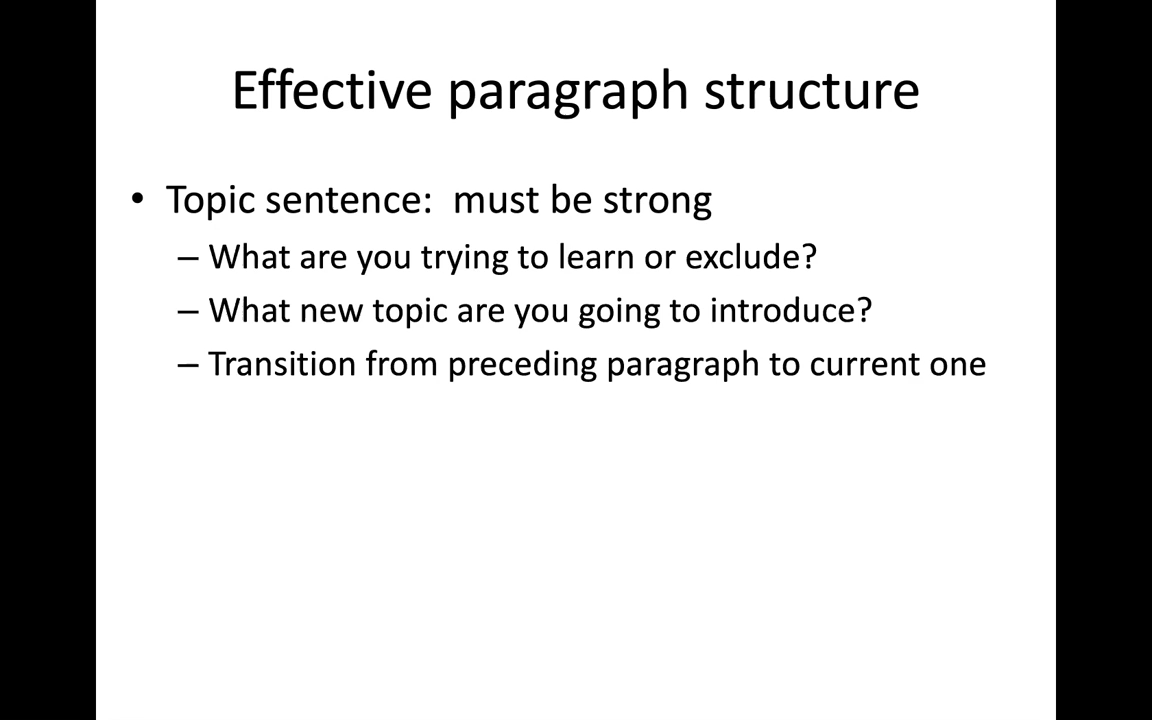 Effective paragraph structure
• Topic sentence:  must be strong
– What are you trying to learn or exclude?
– What new topic are you going to introduce?
– Transition from preceding paragraph to current one